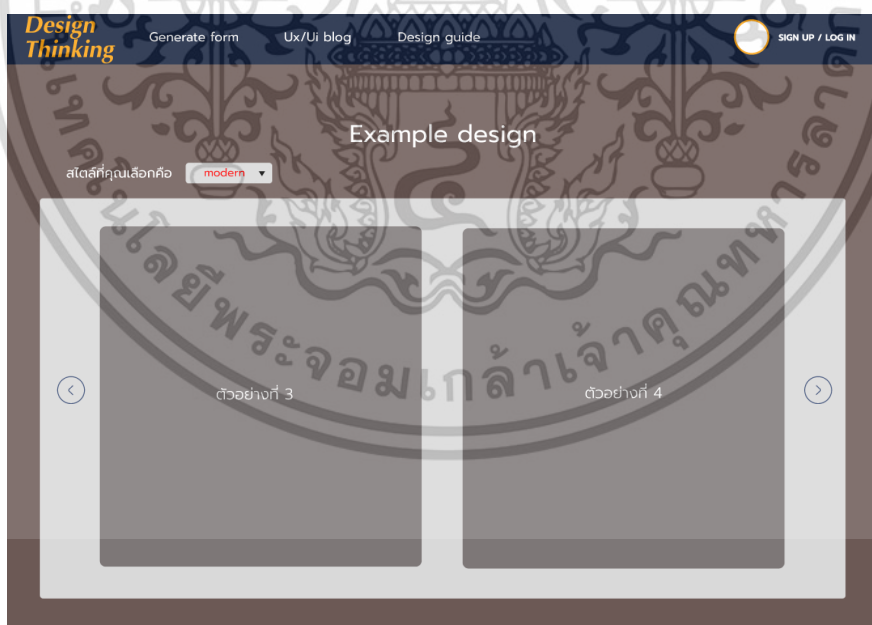 Design
Thinking
Generate form
Ux/Ui blog
Design guide
SIGN UP / LOG IN
Example design
สไตล์ที่คุณเลือกคือ
modern
ตัวอย่างที่ 3
ตัวอย่างที่ 4